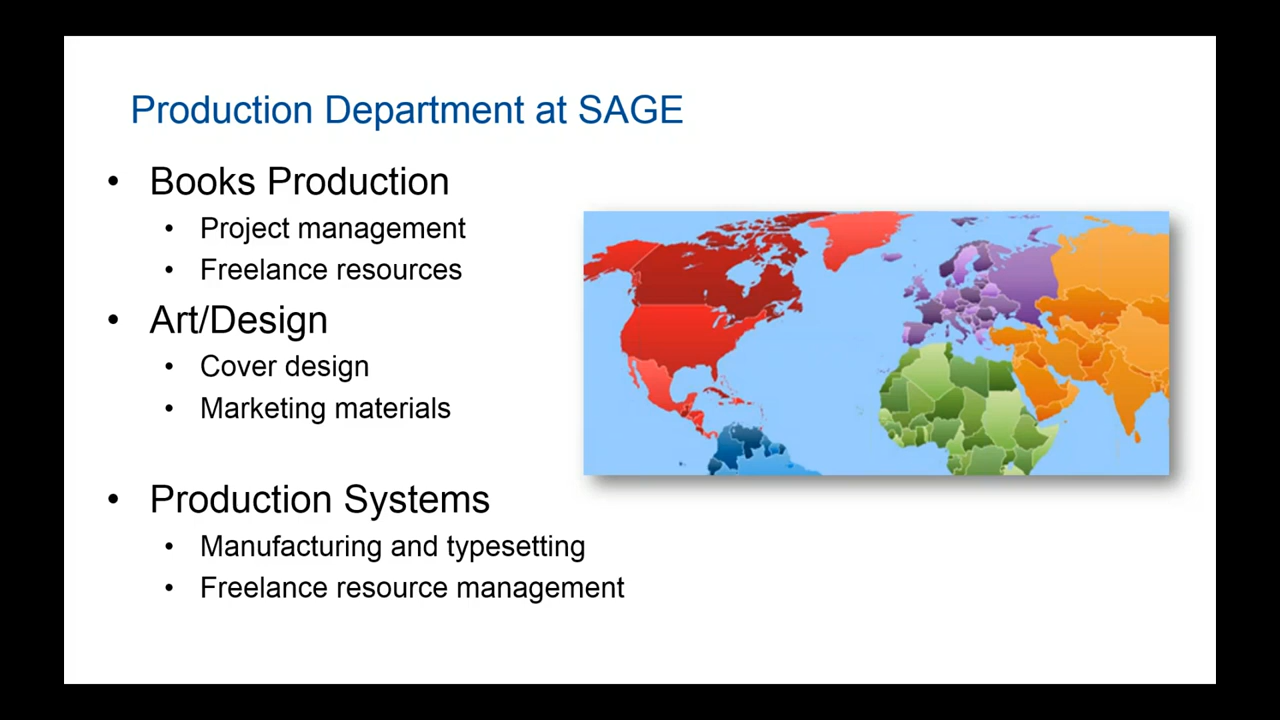 Production Department at SAGE
• Books Production
• Project management
• Freelance resources
• Art/Design
• Cover design
• Marketing materials
• Production Systems
• Manufacturing and typesetting
• Freelance resource management